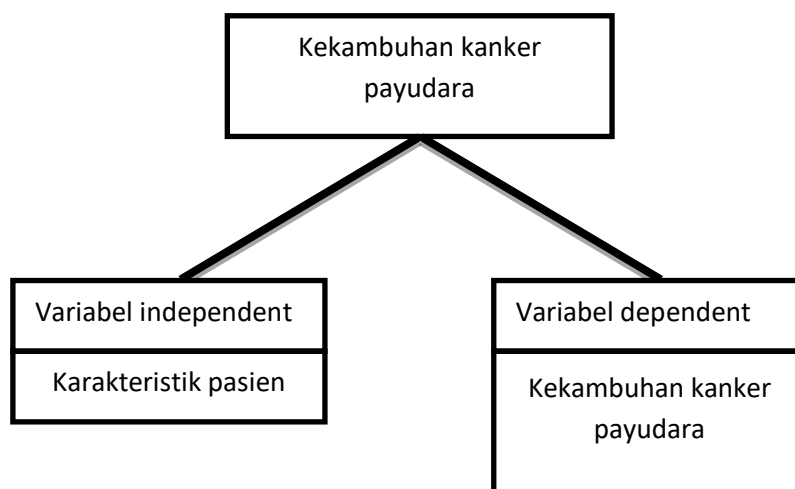 Kekambuhan kanker
payudara
Variabel independent
Karakteristik pasien
Variabel dependent
Kekambuhan kanker
payudara